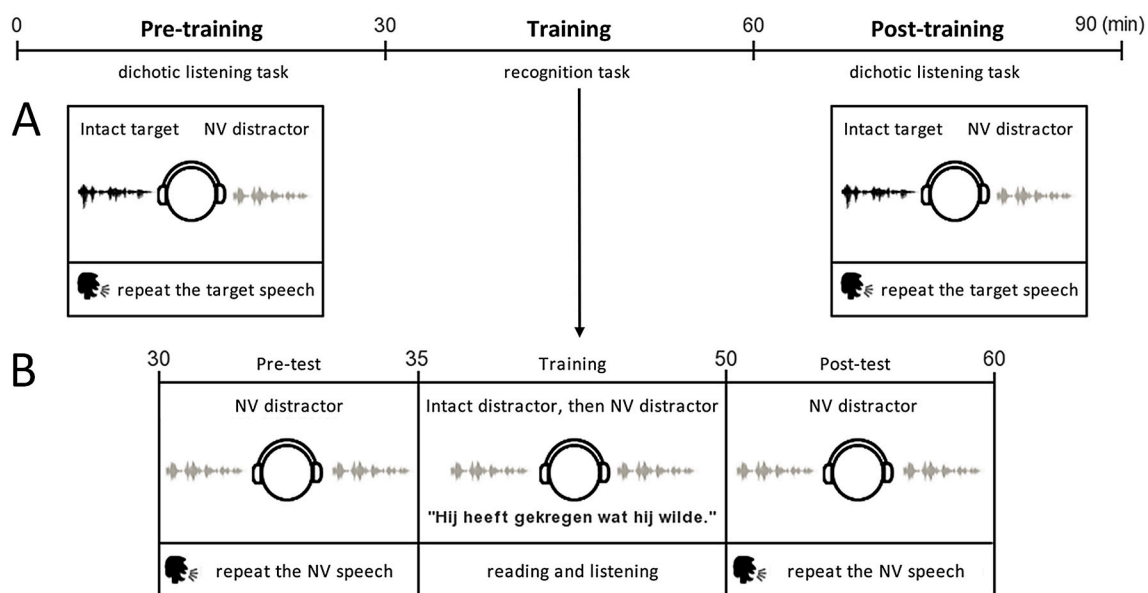 0 Pre-training 30 Training 60 Post-training 90 (min)
dichotic listening task recognition task dichotic listening task
A
Intact target NV distractor
repeat the target speech
Intact target NV distractor
repeat the target speech
B
30 Pre-test 35 Training 50 Post-test 60
NV distractor Intact distractor, then NV distractor NV distractor
"Hij heeft gekregen wat hij wilde."
repeat the NV speech reading and listening repeat the NV speech